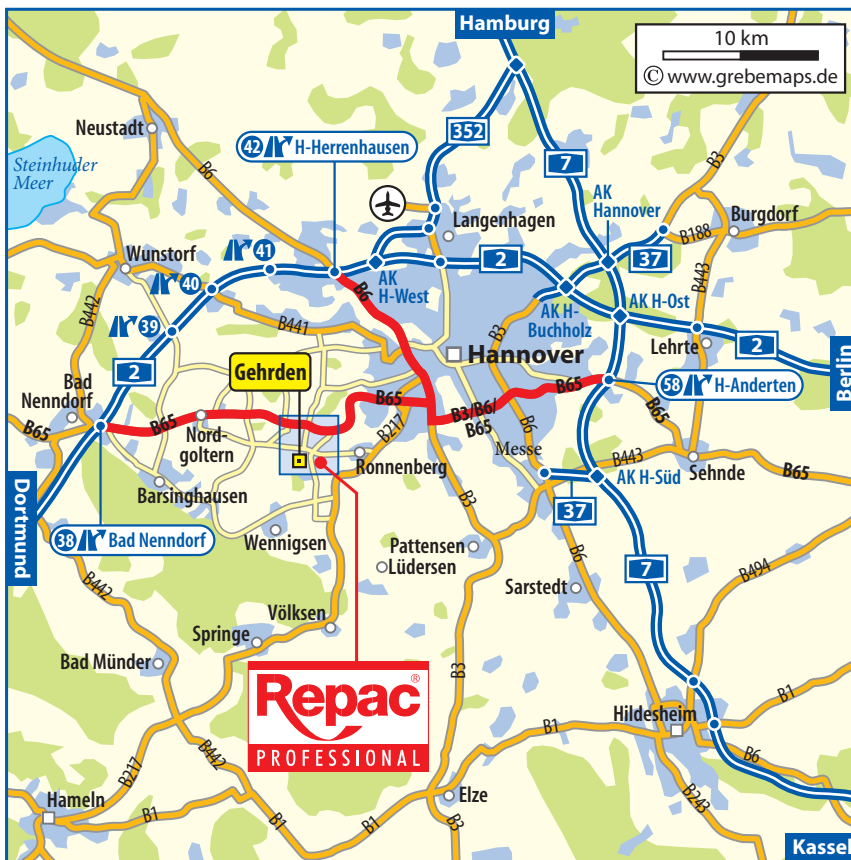 Hamburg
10 km
© www.grebemaps.de
Neustadt
Steinhuder
Meer
B6
42 H-Herrenhausen
352
7
B3
AK
Hannover
Langenhagen
Burgdorf
B188
37
B443
Wunstorf
41
40
39
AK
H-West
2
B6
B442
B441
B3
AK H-
Buchholz
AK H-Ost
Lehrte
2
Berlin
2
Gehrden
Hannover
Bad
Nenndorf
B65
B65
Nord-
goltern
B65
B217
B3/B6/
B65
B65
B6
58 H-Anderten
B65
Messe
B443
Sehnde
B65
Ronnenberg
Barsinghausen
B3
AK H-Süd
37
Dortmund
38 Bad Nenndorf
Wennigsen
Pattensen
Lüdersen
B6
7
B494
Sarstedt
B442
Völksen
Springe
Bad Münder
B3
Repac®
PROFESSIONAL
Hildesheim
B1
B1
B6
B217
B442
Hameln
B1
B1
B1
Elze
B3
B243
Kassel